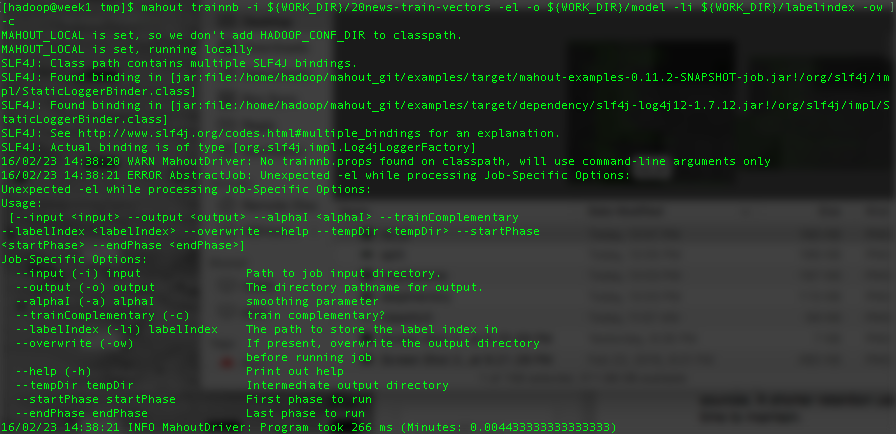 [hadoop@week1 tmp]$ mahout trainnb -i ${WORK_DIR}/20news-train-vectors -el -o ${WORK_DIR}/model -li ${WORK_DIR}/labelindex -ow ]
-c
MAHOUT_LOCAL is set, so we don't add HADOOP_CONF_DIR to classpath.
MAHOUT_LOCAL is set, running locally
SLF4J: Class path contains multiple SLF4J bindings.
SLF4J: Found binding in [jar:file:/home/hadoop/mahout_git/examples/target/mahout-examples-0.11.2-SNAPSHOT-job.jar!/org/slf4j/im
pl/StaticLoggerBinder.class]
SLF4J: Found binding in [jar:file:/home/hadoop/mahout_git/examples/target/dependency/slf4j-log4j12-1.7.12.jar!/org/slf4j/impl/S
taticLoggerBinder.class]
SLF4J: See http://www.slf4j.org/codes.html#multiple_bindings for an explanation.
SLF4J: Actual binding is of type [org.slf4j.impl.Log4jLoggerFactory]
16/02/23 14:38:20 WARN MahoutDriver: No trainnb.props found on classpath, will use command-line arguments only
16/02/23 14:38:21 ERROR AbstractJob: Unexpected -el while processing Job-Specific Options:
Unexpected -el while processing Job-Specific Options:
Usage:
 [--input <input> --output <output> --alphaI <alphaI> --trainComplementary
--labelIndex <labelIndex> --overwrite --help --tempDir <tempDir> --startPhase
<startPhase> --endPhase <endPhase>]
Job-Specific Options:
  --input (-i) input               Path to job input directory.
  --output (-o) output             The directory pathname for output.
  --alphaI (-a) alphaI             smoothing parameter
  --trainComplementary (-c)        train complementary?
  --labelIndex (-li) labelIndex    The path to store the label index in
  --overwrite (-ow)                If present, overwrite the output directory
                                   before running job
  --help (-h)                      Print out help
  --tempDir tempDir                Intermediate output directory
  --startPhase startPhase          First phase to run
  --endPhase endPhase              Last phase to run
16/02/23 14:38:21 INFO MahoutDriver: Program took 266 ms (Minutes: 0.004433333333333333)